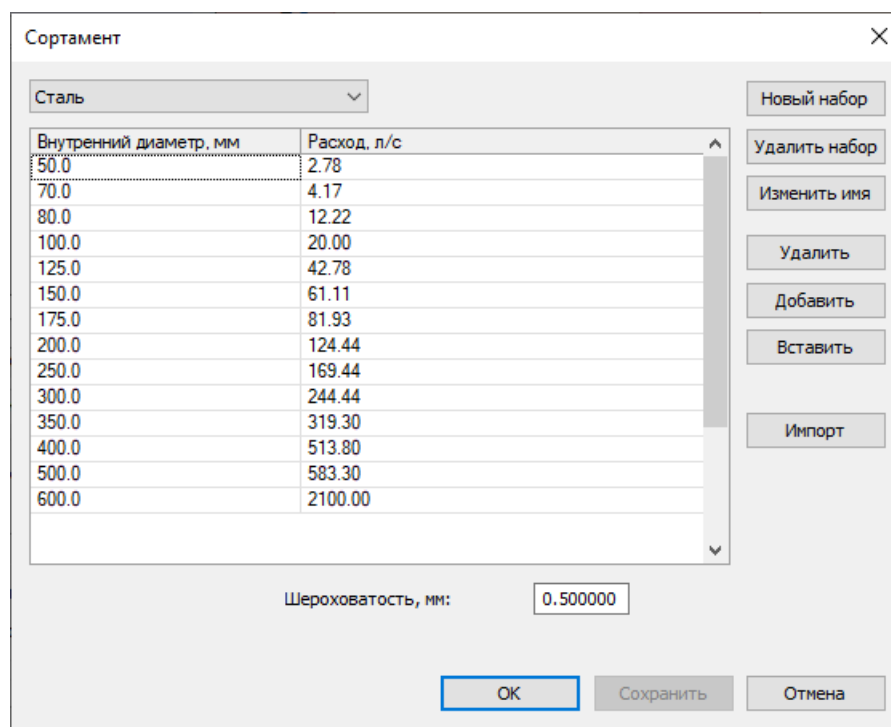 Сортамент
Сталь
Новый набор
Внутренний диаметр, мм Расход, л/с
Удалить набор
50.0 2.78
70.0 4.17
Изменить имя
80.0 12.22
100.0 20.00
Удалить
125.0 42.78
150.0 61.11
Добавить
175.0 81.93
200.0 124.44
Вставить
250.0 169.44
300.0 244.44
350.0 319.30
Импорт
400.0 513.80
500.0 583.30
600.0 2100.00
Шероховатость, мм: 0.500000
OK Сохранить Отмена